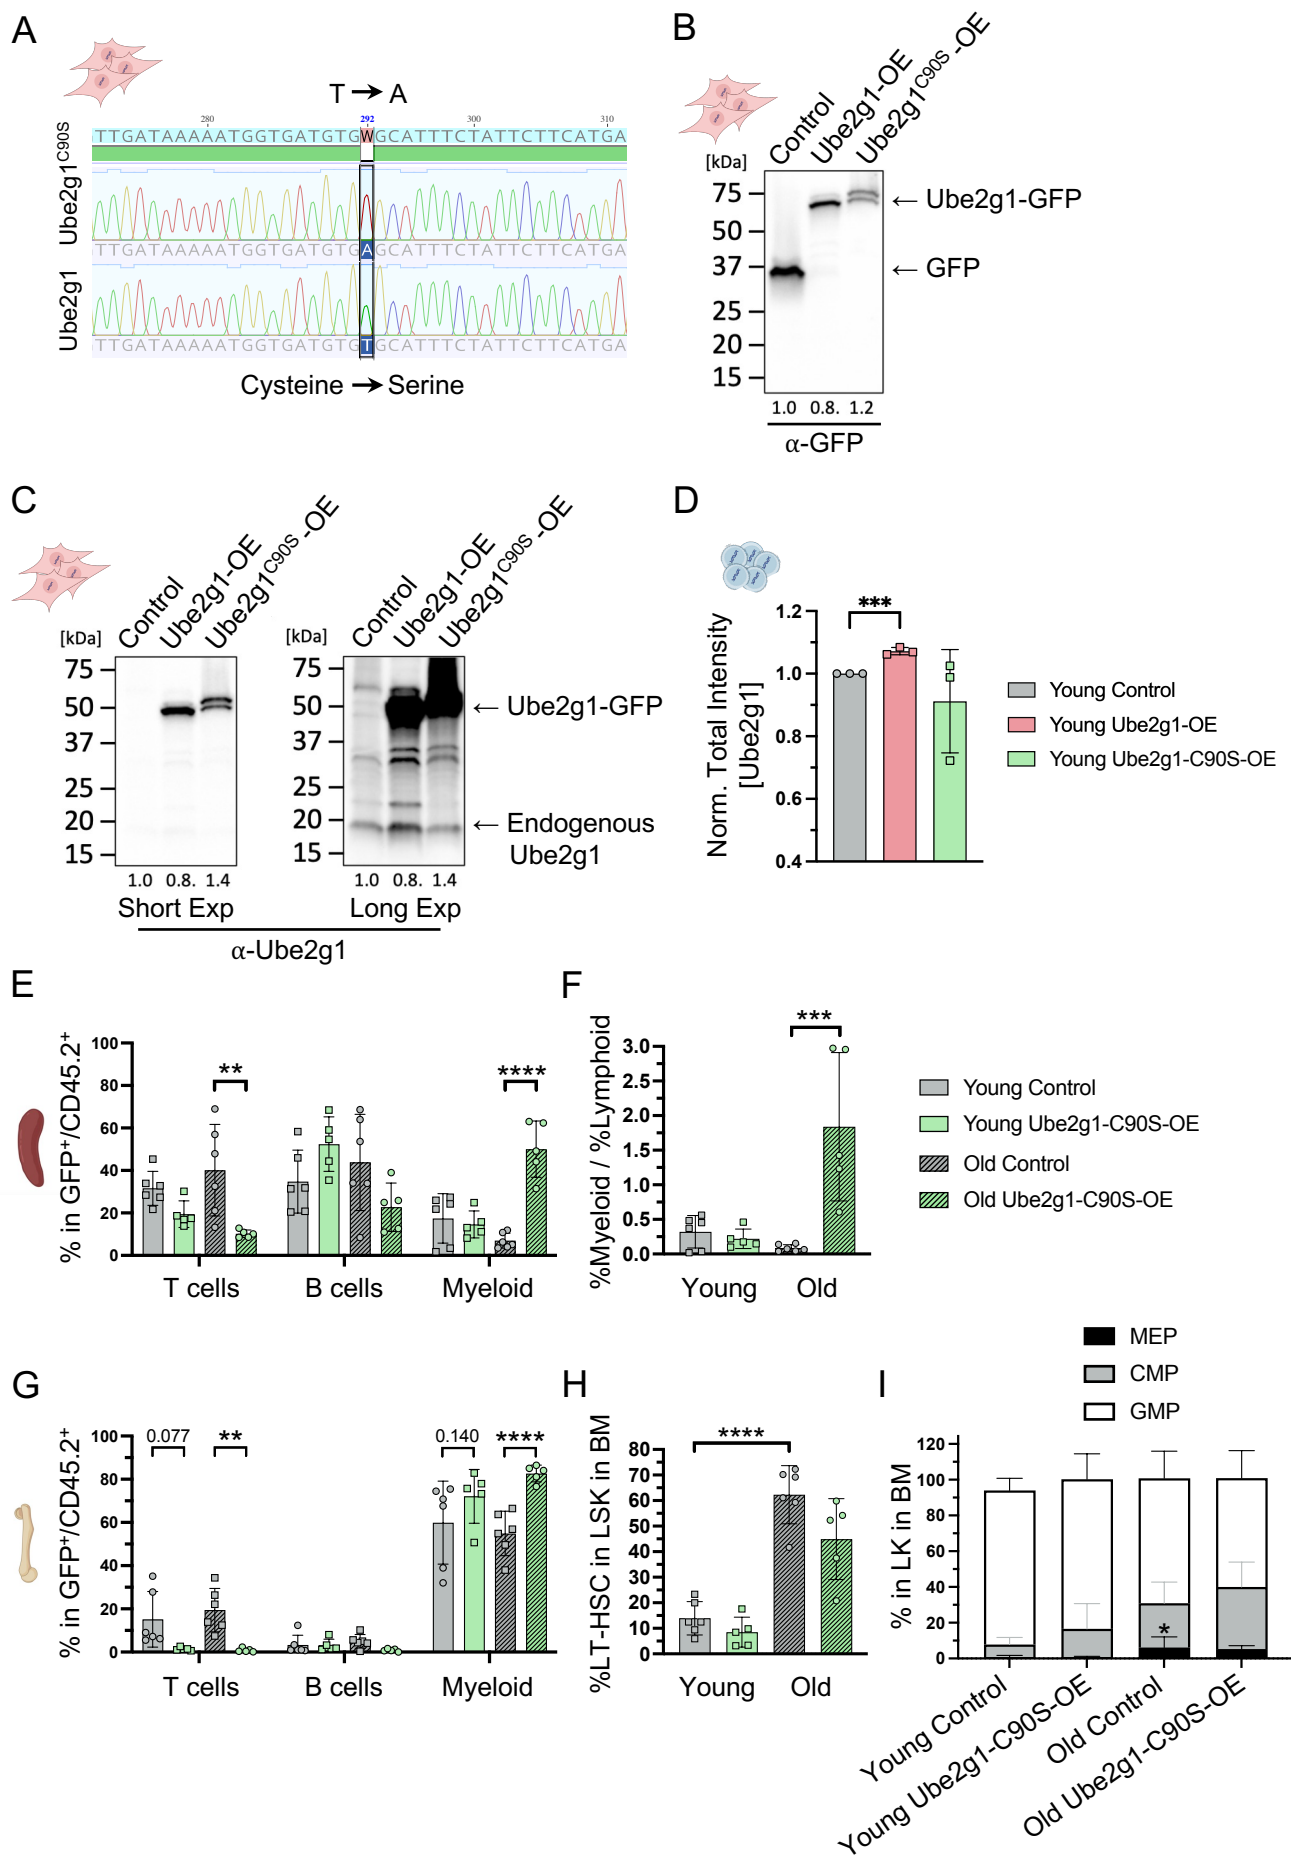 A
T → A
280 292 300 310
TTGATAAAAATGGTGATGTGWGCATTTCTATTCTTCATGA
Ube2g1C90S
TTGATAAAAATGGTGATGTGAGCATTTCTATTCTTCATGA
Ube2g1
TTGATAAAAATGGTGATGTGTGCATTTCTATTCTTCATGA
Cysteine → Serine
B
Control
Ube2g1-OE
Ube2g1C90S -OE
[kDa]
75
50
37
25
20
15
← Ube2g1-GFP
← GFP
1.0 0.8. 1.2
α-GFP
C
Control
Ube2g1-OE
Ube2g1C90S -OE
[kDa]
75
50
37
25
20
15
1.0 0.8. 1.4
Short Exp
Control
Ube2g1-OE
Ube2g1C90S -OE
[kDa]
75
50
37
25
20
15
← Ube2g1-GFP
← Endogenous
Ube2g1
1.0 0.8. 1.4
Long Exp
α-Ube2g1
D
Norm. Total Intensity
[Ube2g1]
1.2
1.0
0.8
0.6
0.4
***
Young Control
Young Ube2g1-OE
Young Ube2g1-C90S-OE
E
% in GFP+/CD45.2+
100
80
60
40
20
0
**
****
T cells B cells Myeloid
F
%Myeloid / %Lymphoid
3.0
2.5
2.0
1.5
1.0
0.5
0.0
***
Young Old
Young Control
Young Ube2g1-C90S-OE
Old Control
Old Ube2g1-C90S-OE
G
% in GFP+/CD45.2+
100
80
60
40
20
0
0.077
**
0.140
****
T cells B cells Myeloid
H
%LT-HSC in LSK in BM
80
70
60
50
40
30
20
10
0
****
Young Old
I
MEP
CMP
GMP
% in LK in BM
120
100
80
60
40
20
0
*
Young Control
Young Ube2g1-C90S-OE
Old Control
Old Ube2g1-C90S-OE